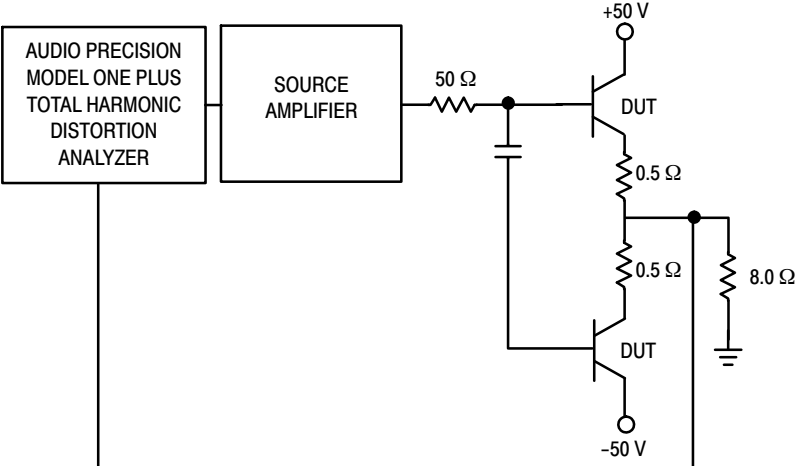 +50 V
AUDIO PRECISION
MODEL ONE PLUS
TOTAL HARMONIC
DISTORTION
ANALYZER
SOURCE
AMPLIFIER
50 Ω
DUT
0.5 Ω
0.5 Ω
8.0 Ω
DUT
-50 V